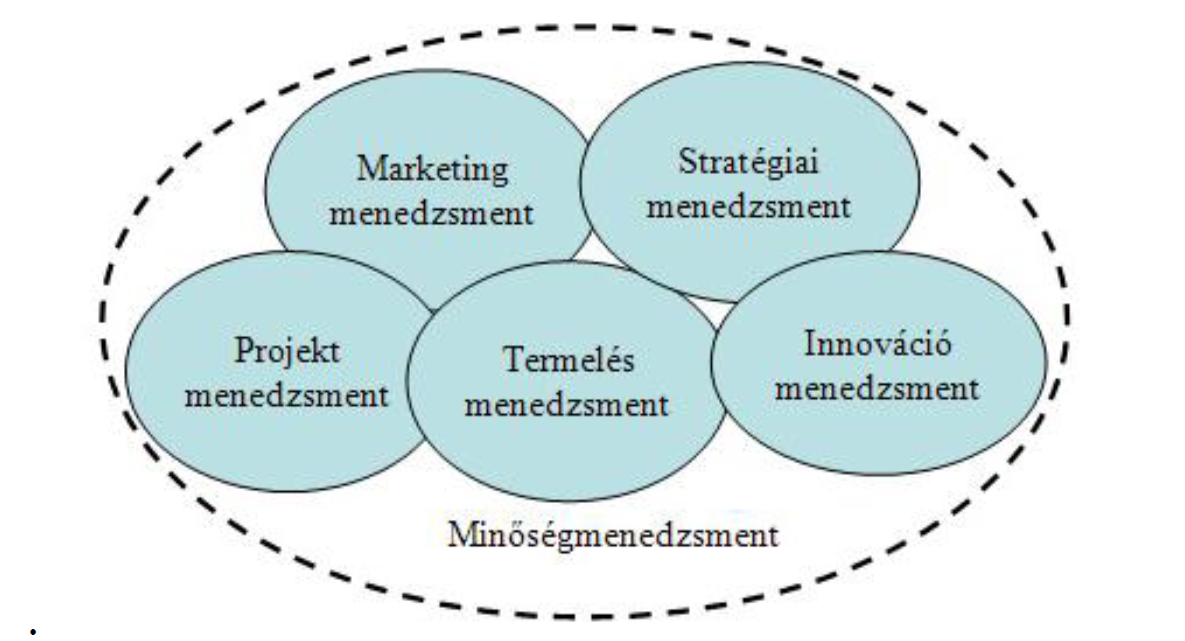 Marketing
menedzsment
Stratégiai
menedzsment
Projekt
menedzsment
Termelés
menedzsment
Innováció
menedzsment
Minőségmenedzsment